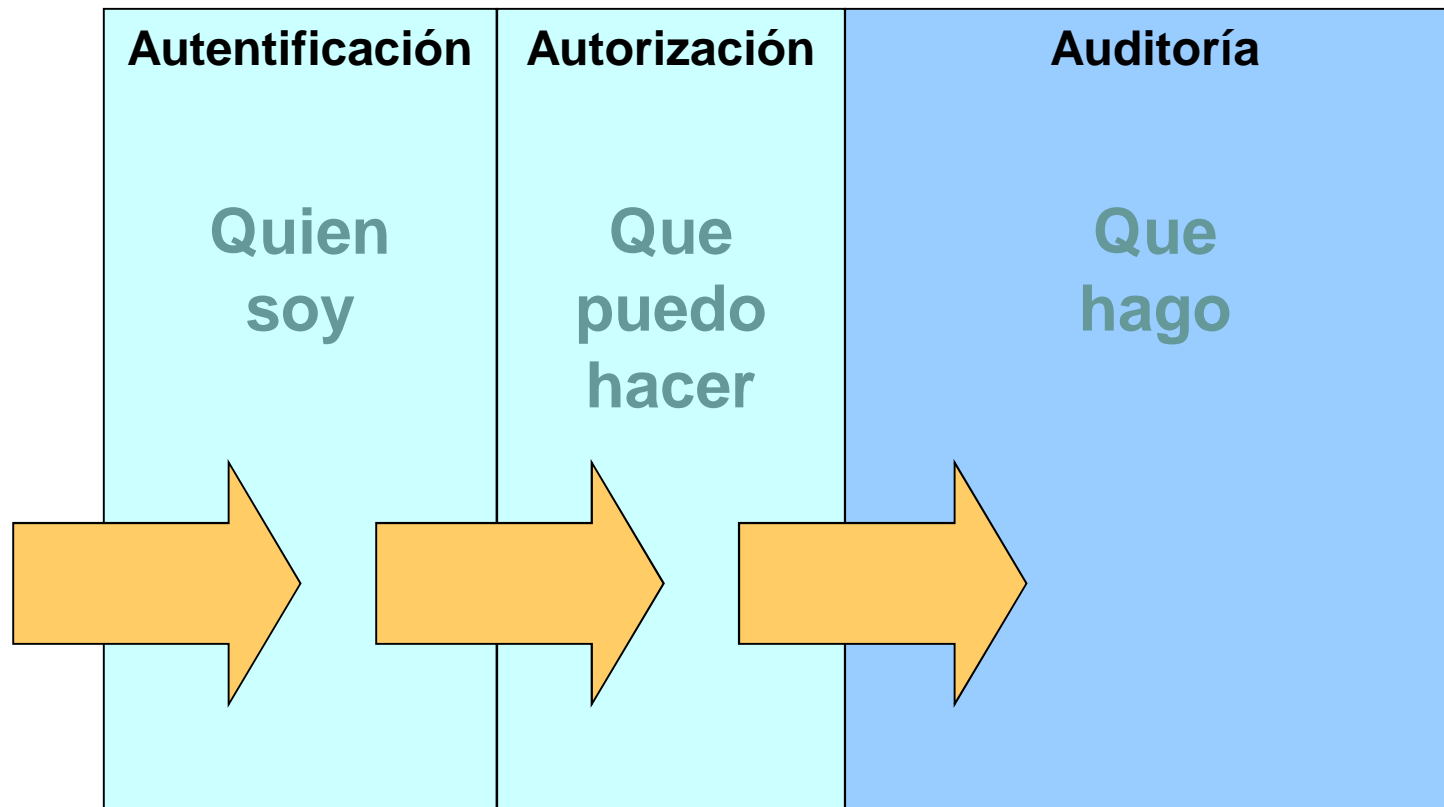 Autentificación
Autorización
Auditoría
Quien
soy
Que
puedo
hacer
Que
hago